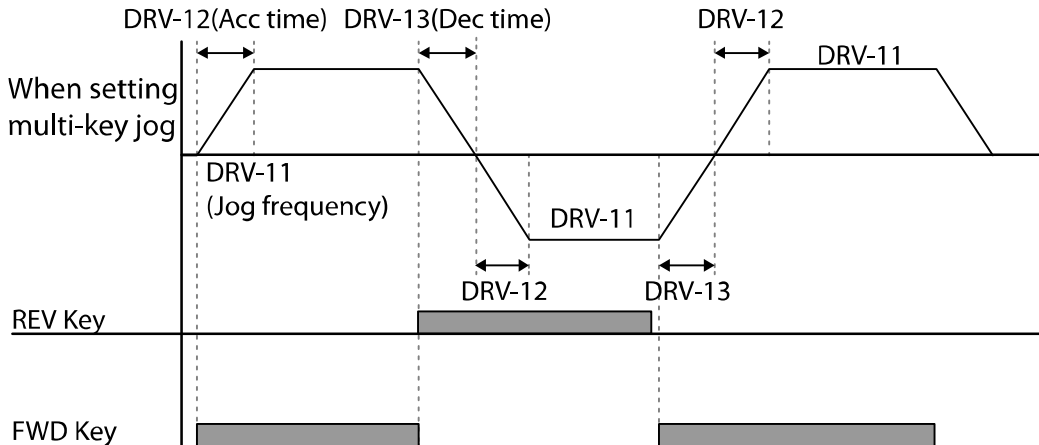 DRV-12(Acc time)
DRV-13(Dec time)
DRV-12
DRV-11
When setting
multi-key jog
DRV-11
(Jog frequency)
DRV-11
DRV-12
DRV-13
REV Key
FWD Key